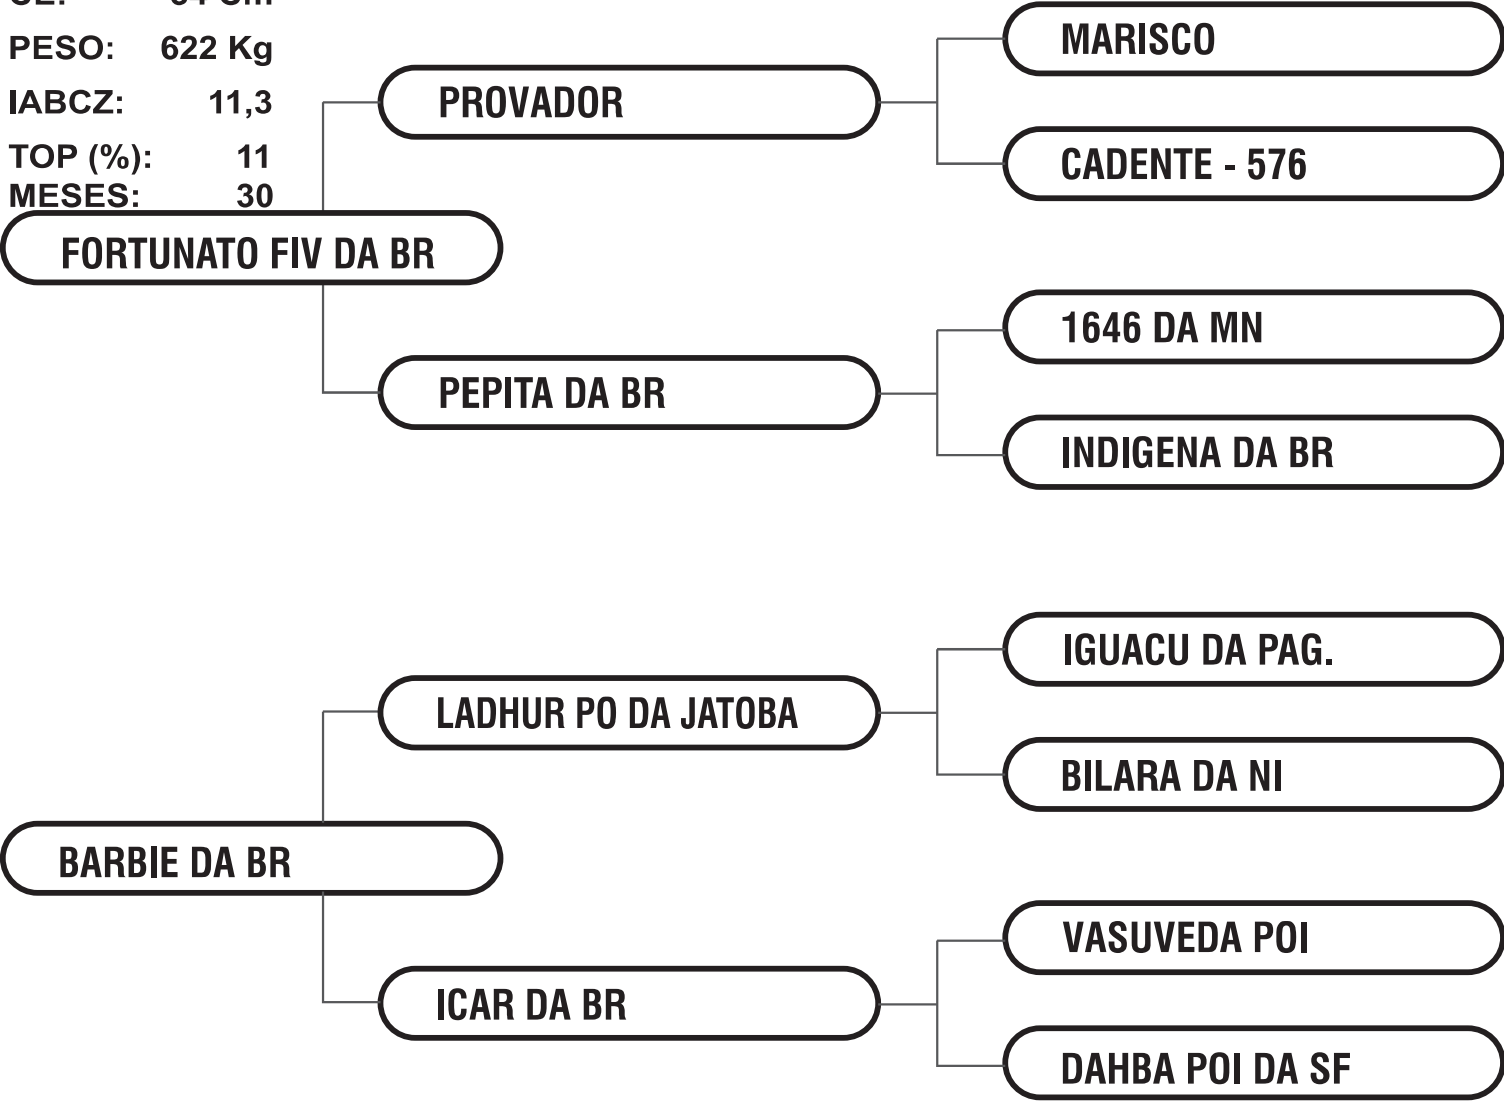 PESO: 622 Kg
IABCZ: 11,3
TOP (%): 11
MESES: 30
FORTUNATO FIV DA BR
PROVADOR
MARISCO
CADENTE - 576
PEPITA DA BR
1646 DA MN
INDIGENA DA BR
BARBIE DA BR
LADHUR PO DA JATOBA
IGUACU DA PAG.
BILARA DA NI
ICAR DA BR
VASUVEDA POI
DAHBA POI DA SF